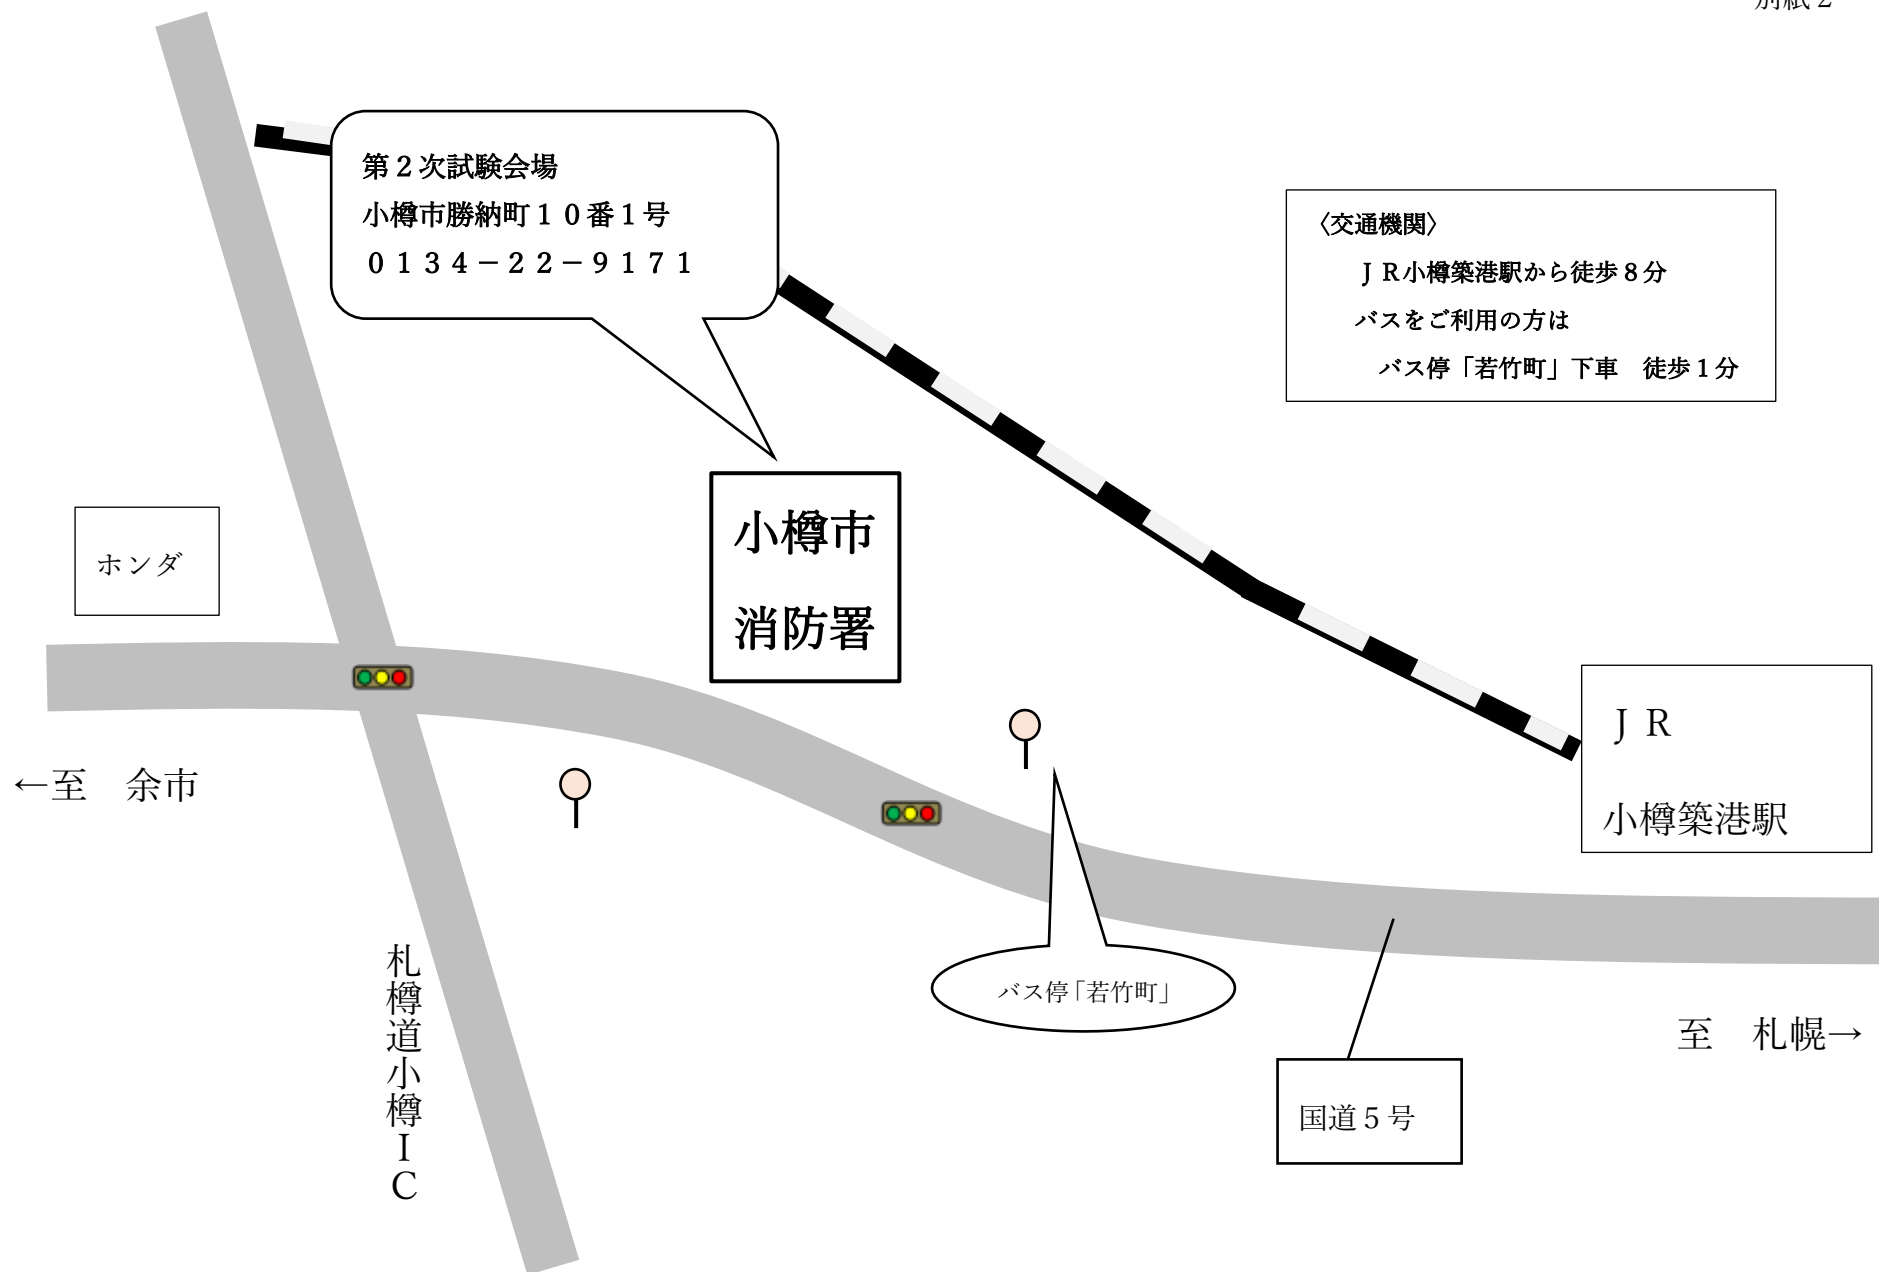 別紙２
第２次試験会場
小樽市勝納町１０番１号
０１３４－２２－９１７１
〈交通機関〉
ＪＲ小樽築港駅から徒歩８分
バスをご利用の方は
バス停「若竹町」下車　徒歩１分
小樽市
消防署
ホンダ
ＪＲ
小樽築港駅
←至　余市
バス停「若竹町」
札樽道小樽ＩＣ
至　札幌→
国道５号